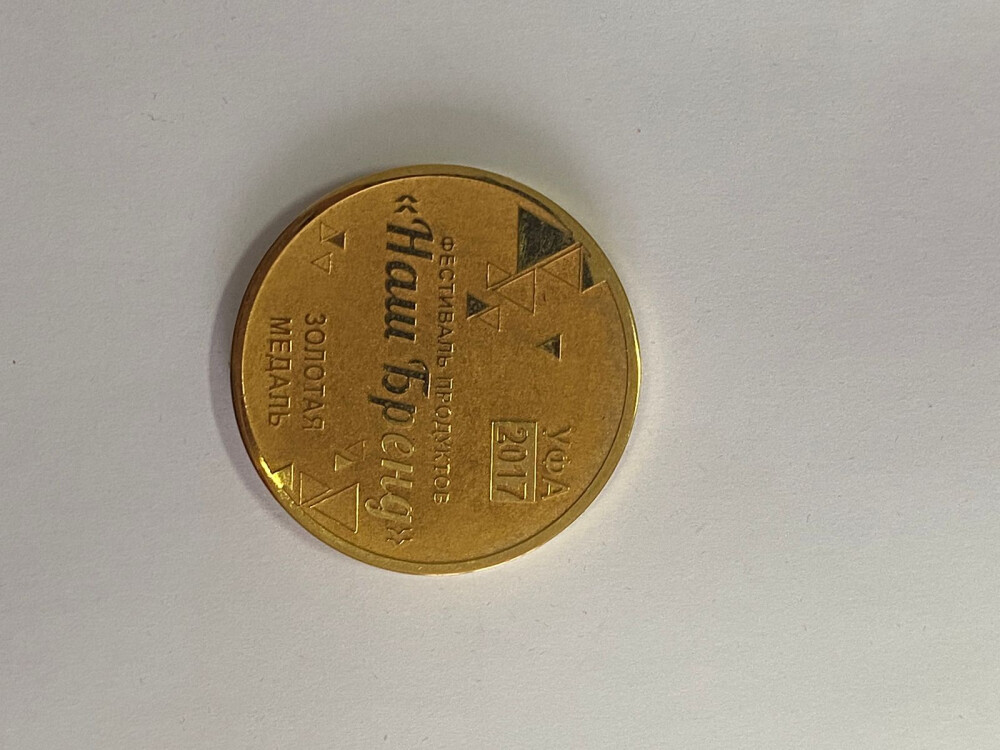 УФА
2017
ФЕСТИВАЛЬ ПРОДУКТОВ
«Наш Бренд»
ЗОЛОТАЯ
МЕДАЛЬ